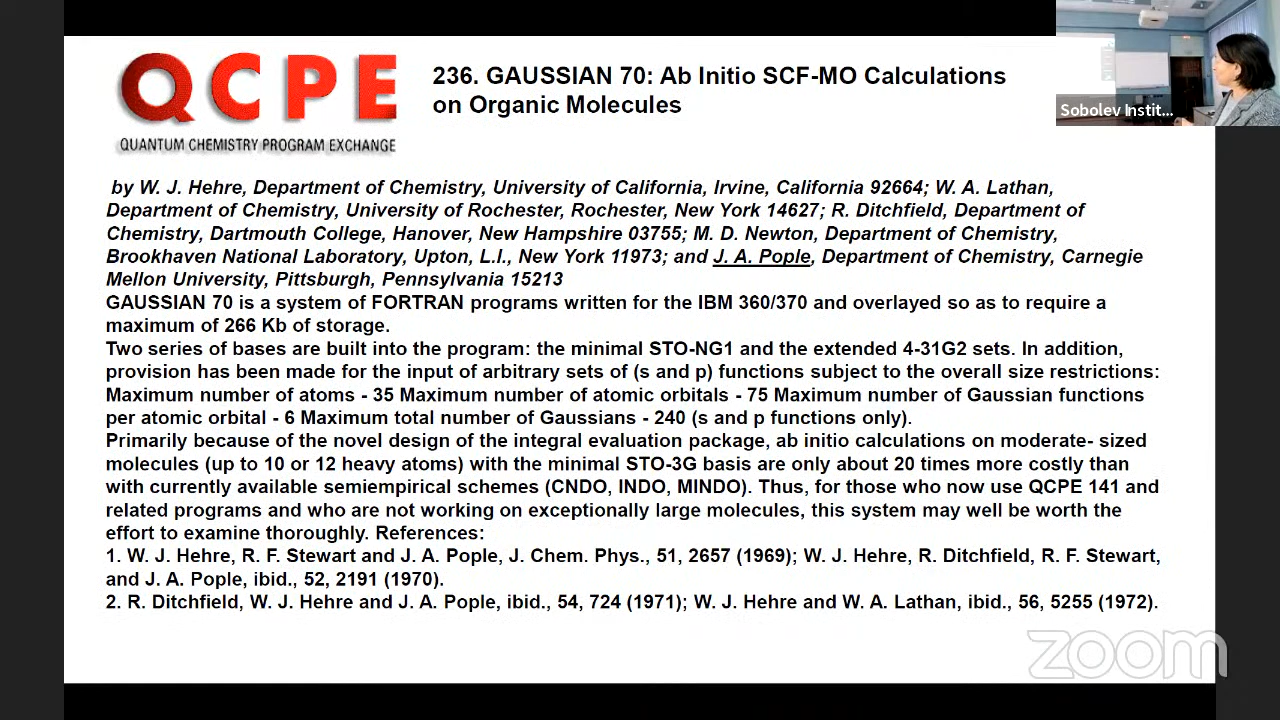 QCPE
QUANTUM CHEMISTRY PROGRAM EXCHANGE
236. GAUSSIAN 70: Ab Initio SCF-MO Calculations
on Organic Molecules
Sobolev Instit...
by W. J. Hehre, Department of Chemistry, University of California, Irvine, California 92664; W. A. Lathan,
Department of Chemistry, University of Rochester, Rochester, New York 14627; R. Ditchfield, Department of
Chemistry, Dartmouth College, Hanover, New Hampshire 03755; M. D. Newton, Department of Chemistry,
Brookhaven National Laboratory, Upton, L.I., New York 11973; and J. A. Pople, Department of Chemistry, Carnegie
Mellon University, Pittsburgh, Pennsylvania 15213
GAUSSIAN 70 is a system of FORTRAN programs written for the IBM 360/370 and overlayed so as to require a
maximum of 266 Kb of storage.
Two series of bases are built into the program: the minimal STO-NG1 and the extended 4-31G2 sets. In addition,
provision has been made for the input of arbitrary sets of (s and p) functions subject to the overall size restrictions:
Maximum number of atoms - 35 Maximum number of atomic orbitals - 75 Maximum number of Gaussian functions
per atomic orbital - 6 Maximum total number of Gaussians - 240 (s and p functions only).
Primarily because of the novel design of the integral evaluation package, ab initio calculations on moderate- sized
molecules (up to 10 or 12 heavy atoms) with the minimal STO-3G basis are only about 20 times more costly than
with currently available semiempirical schemes (CNDO, INDO, MINDO). Thus, for those who now use QCPE 141 and
related programs and who are not working on exceptionally large molecules, this system may well be worth the
effort to examine thoroughly. References:
1. W. J. Hehre, R. F. Stewart and J. A. Pople, J. Chem. Phys., 51, 2657 (1969); W. J. Hehre, R. Ditchfield, R. F. Stewart,
and J. A. Pople, ibid., 52, 2191 (1970).
2. R. Ditchfield, W. J. Hehre and J. A. Pople, ibid., 54, 724 (1971); W. J. Hehre and W. A. Lathan, ibid., 56, 5255 (1972).
zoom